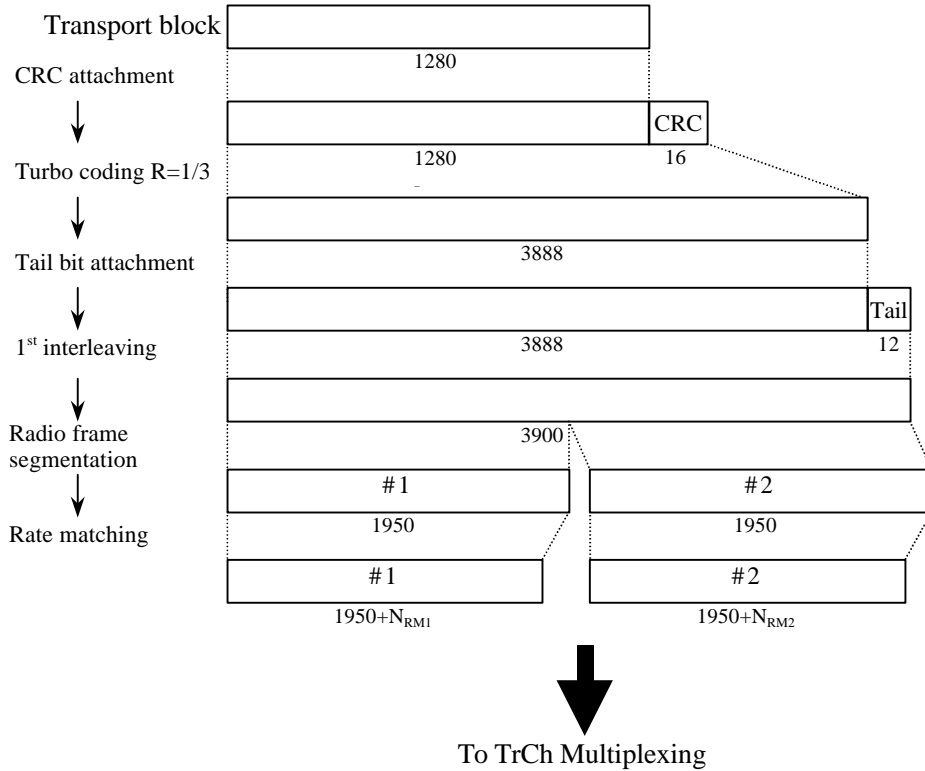 Transport block
1280
CRC attachment
CRC
1280
16
Turbo coding R=1/3
3888
Tail bit attachment
Tail
3888
12
1st interleaving
3900
Radio frame
segmentation
#1
#2
1950
1950
Rate matching
#1
#2
1950+NRM1
1950+NRM2
To TrCh Multiplexing